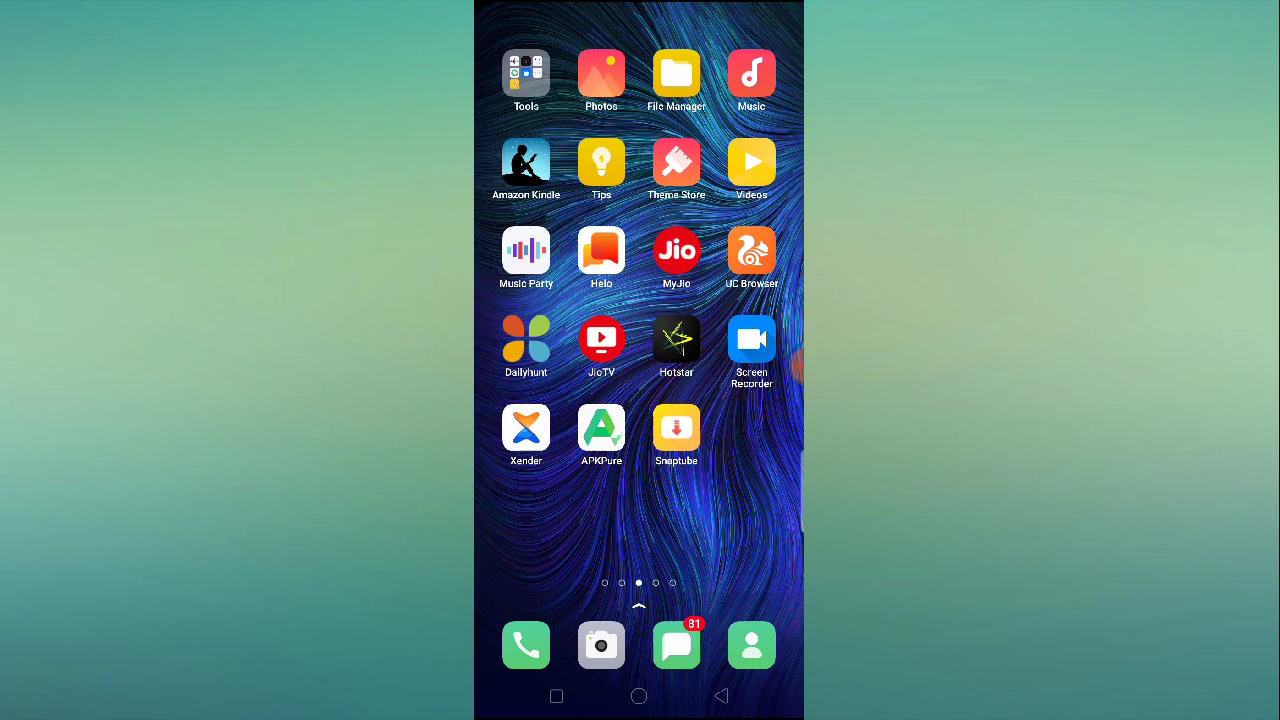 Tools
Photos
File Manager
Music
Amazon Kindle
Tips
Theme Store
Videos
Music Party
Helo
Jio
MyJio
UC Browser
Dailyhunt
JioTV
Hotstar
Screen
Recorder
Xender
APKPure
Snaptube
81